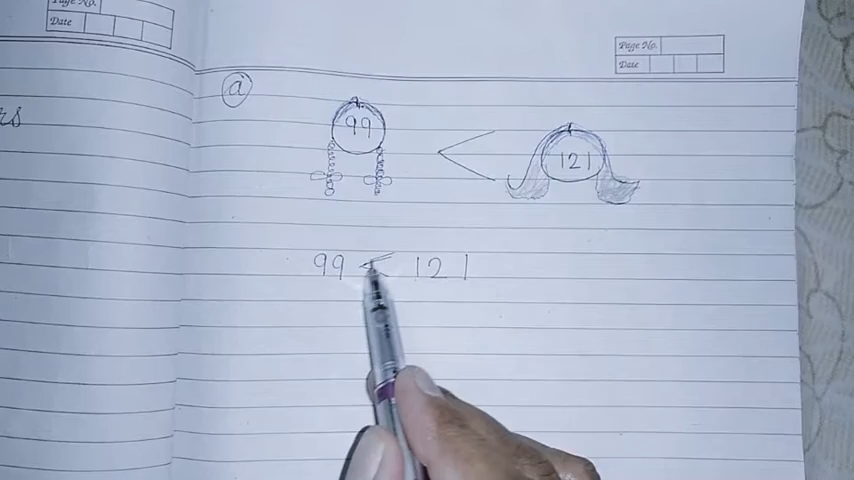 Page No.
Date
Page No.
Date
a
99 < 121
99 < 121